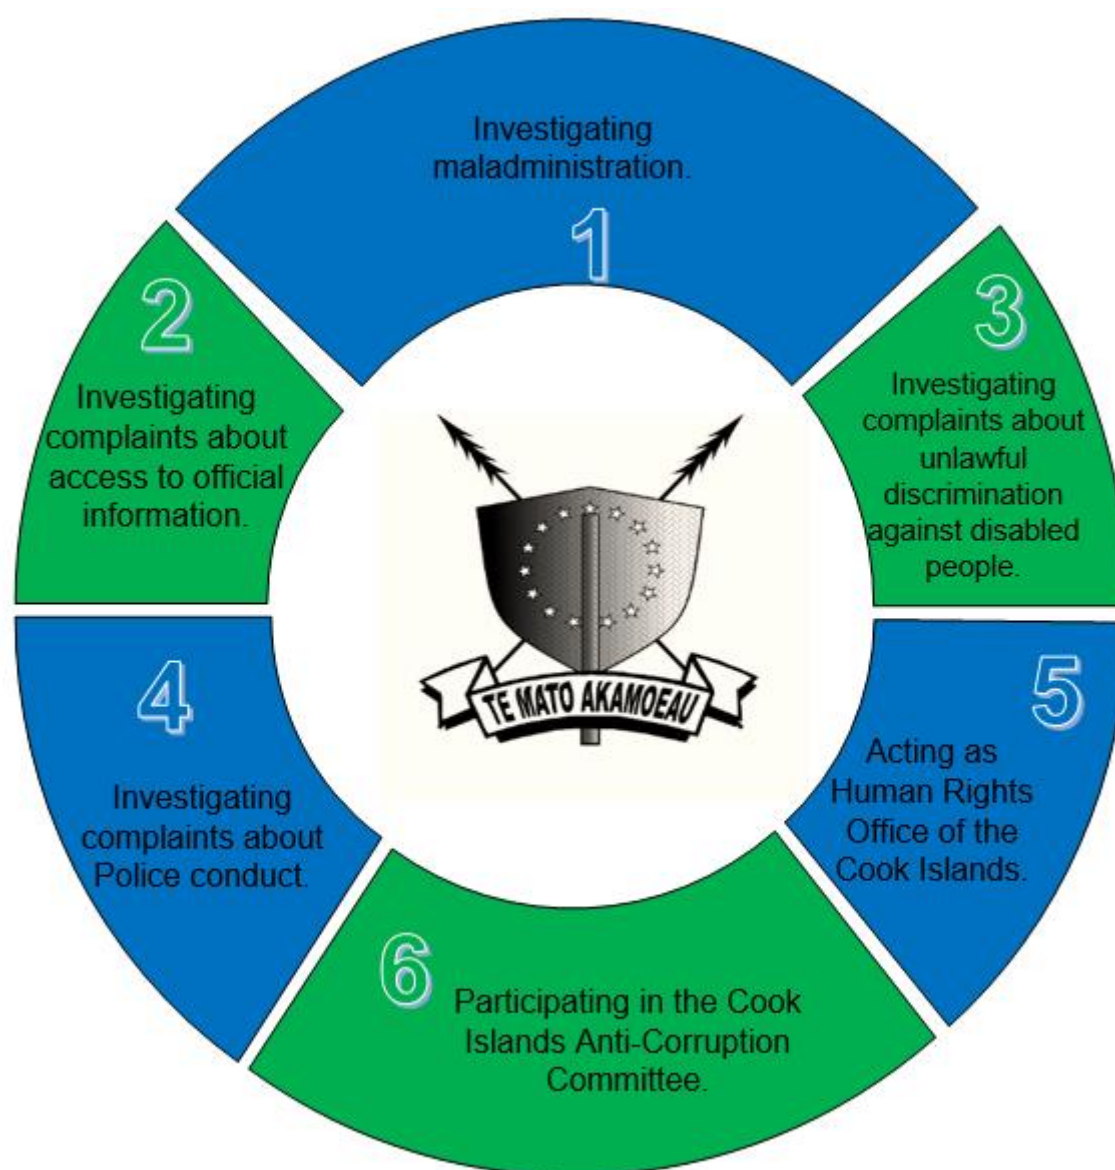 Investigating
maladministration.
1
2
Investigating
complaints about
access to official
information.
3
Investigating
complaints about
unlawful
discrimination
against disabled
people.
TE MATO AKAMOEAU
4
Investigating
complaints about
Police conduct.
5
Acting as
Human Rights
Office of the
Cook Islands.
6
Participating in the Cook
Islands Anti-Corruption
Committee.